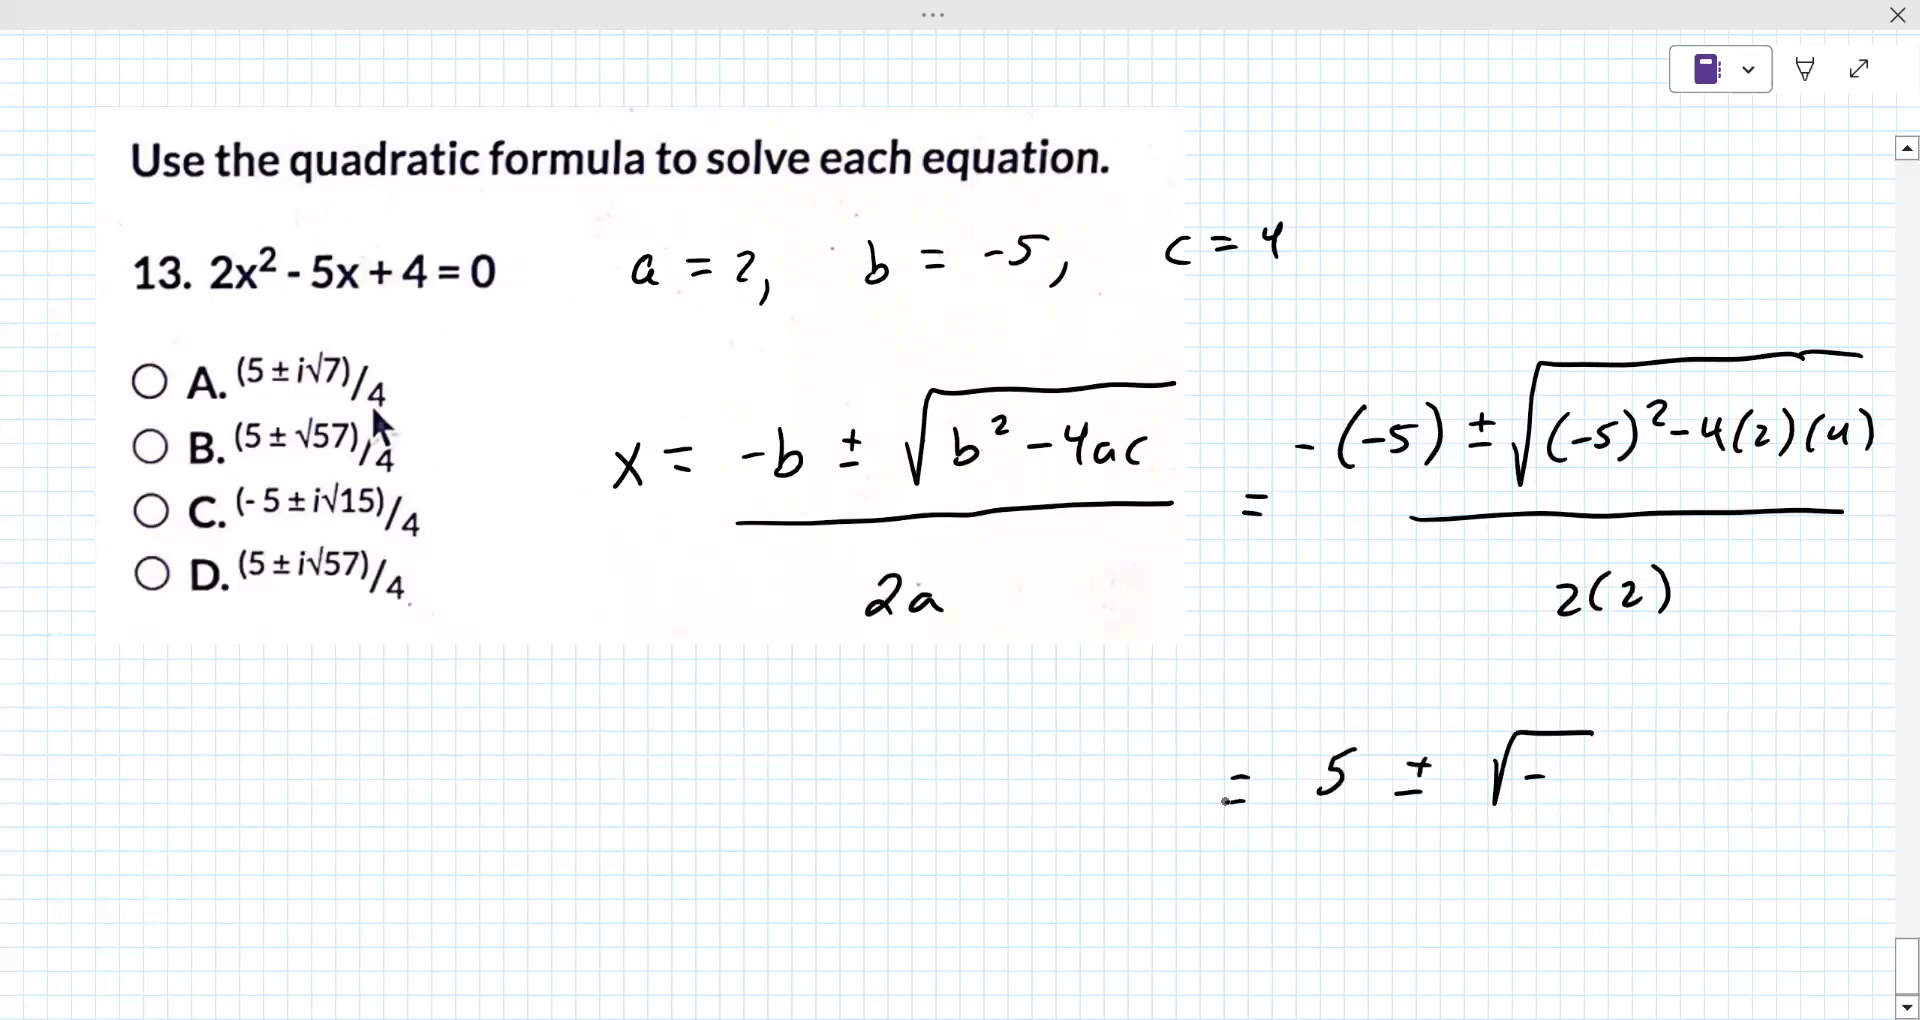 Use the quadratic formula to solve each equation.
13. 2x² - 5x + 4 = 0
a = 2, b = -5, c = 4
A. (5 ± i√7)/4
B. (5 ± √57)/4
C. (- 5 ± i√15)/4
D. (5 ± i√57)/4
x = -b ± √b² - 4ac / 2a = -(-5) ± √(-5)² - 4(2)(4) / 2(2)
= 5 ± √-